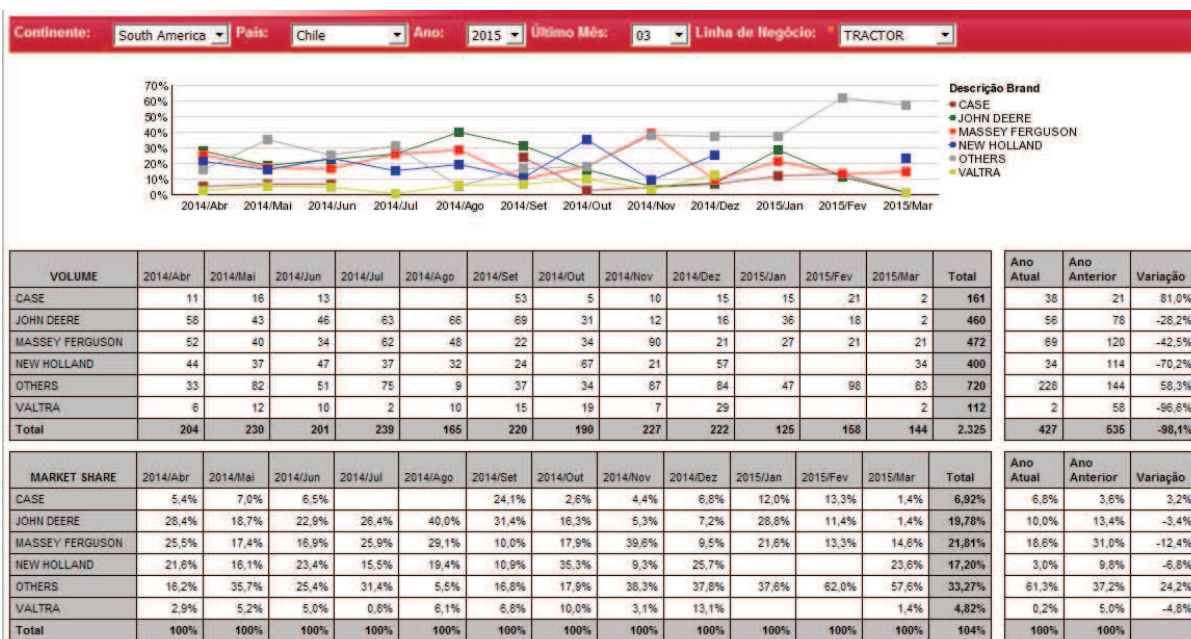 Continente: South America País: Chile Ano: 2015 Último Mês: 03 Linha de Negócio: * TRACTOR
70%
60%
50%
40%
30%
20%
10%
0%
2014/Abr 2014/Mai 2014/Jun 2014/Jul 2014/Ago 2014/Set 2014/Out 2014/Nov 2014/Dez 2015/Jan 2015/Fev 2015/Mar
Descrição Brand
CASE
JOHN DEERE
MASSEY FERGUSON
NEW HOLLAND
OTHERS
VALTRA
VOLUME 2014/Abr 2014/Mai 2014/Jun 2014/Jul 2014/Ago 2014/Set 2014/Out 2014/Nov 2014/Dez 2015/Jan 2015/Fev 2015/Mar Total Ano Atual Ano Anterior Variação
CASE 11 16 13 53 5 10 15 15 21 2 161 38 21 81,0%
JOHN DEERE 58 43 46 63 66 69 31 12 16 36 18 2 460 56 78 -28,2%
MASSEY FERGUSON 52 40 34 62 48 22 34 90 21 27 21 21 472 69 120 -42,5%
NEW HOLLAND 44 37 47 37 32 24 67 21 57 34 400 34 114 -70,2%
OTHERS 33 82 51 75 9 37 34 87 84 47 98 83 720 228 144 58,3%
VALTRA 6 12 10 2 10 15 19 7 29 2 112 2 58 -96,6%
Total 204 230 201 239 165 220 190 227 222 125 158 144 2.325 427 535 -98,1%
MARKET SHARE 2014/Abr 2014/Mai 2014/Jun 2014/Jul 2014/Ago 2014/Set 2014/Out 2014/Nov 2014/Dez 2015/Jan 2015/Fev 2015/Mar Total Ano Atual Ano Anterior Variação
CASE 5,4% 7,0% 6,5% 24,1% 2,6% 4,4% 6,8% 12,0% 13,3% 1,4% 6,92% 6,8% 3,6% 3,2%
JOHN DEERE 28,4% 18,7% 22,9% 26,4% 40,0% 31,4% 16,3% 5,3% 7,2% 28,8% 11,4% 1,4% 19,78% 10,0% 13,4% -3,4%
MASSEY FERGUSON 25,5% 17,4% 16,9% 25,9% 29,1% 10,0% 17,9% 39,6% 9,5% 21,6% 13,3% 14,6% 21,81% 18,6% 31,0% -12,4%
NEW HOLLAND 21,6% 16,1% 23,4% 15,5% 19,4% 10,9% 35,3% 9,3% 25,7% 23,6% 17,20% 3,0% 9,8% -6,8%
OTHERS 16,2% 35,7% 25,4% 31,4% 5,5% 16,8% 17,9% 38,3% 37,8% 37,6% 62,0% 57,6% 33,27% 61,3% 37,2% 24,2%
VALTRA 2,9% 5,2% 5,0% 0,8% 6,1% 6,8% 10,0% 3,1% 13,1% 1,4% 4,82% 0,2% 5,0% -4,8%
Total 100% 100% 100% 100% 100% 100% 100% 100% 100% 100% 100% 100% 104% 100% 100%